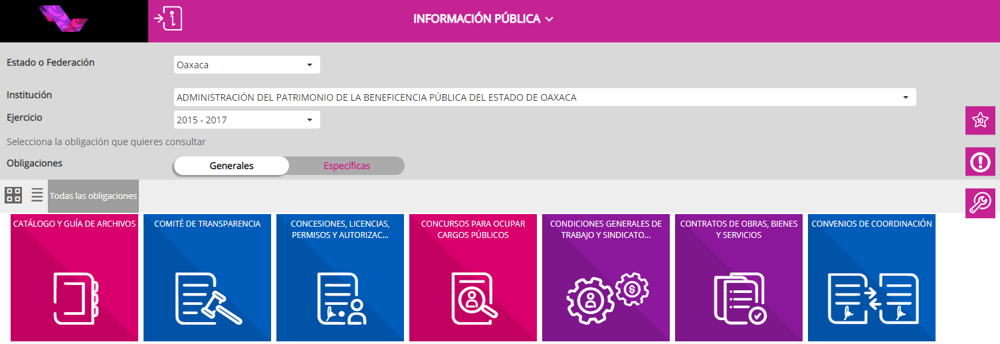 INFORMACIÓN PÚBLICA
Estado o Federación
Oaxaca
Institución
ADMINISTRACIÓN DEL PATRIMONIO DE LA BENEFICENCIA PÚBLICA DEL ESTADO DE OAXACA
Ejercicio
2015 - 2017
Selecciona la obligación que quieres consultar
Obligaciones
Generales
Específicas
10
Todas las obligaciones
CATÁLOGO Y GUÍA DE ARCHIVOS
COMITÉ DE TRANSPARENCIA
CONCESIONES, LICENCIAS,
PERMISOS Y AUTORIZAC...
CONCURSOS PARA OCUPAR
CARGOS PÚBLICOS
CONDICIONES GENERALES DE
TRABAJO Y SINDICATO...
CONTRATOS DE OBRAS, BIENES
Y SERVICIOS
CONVENIOS DE COORDINACIÓN